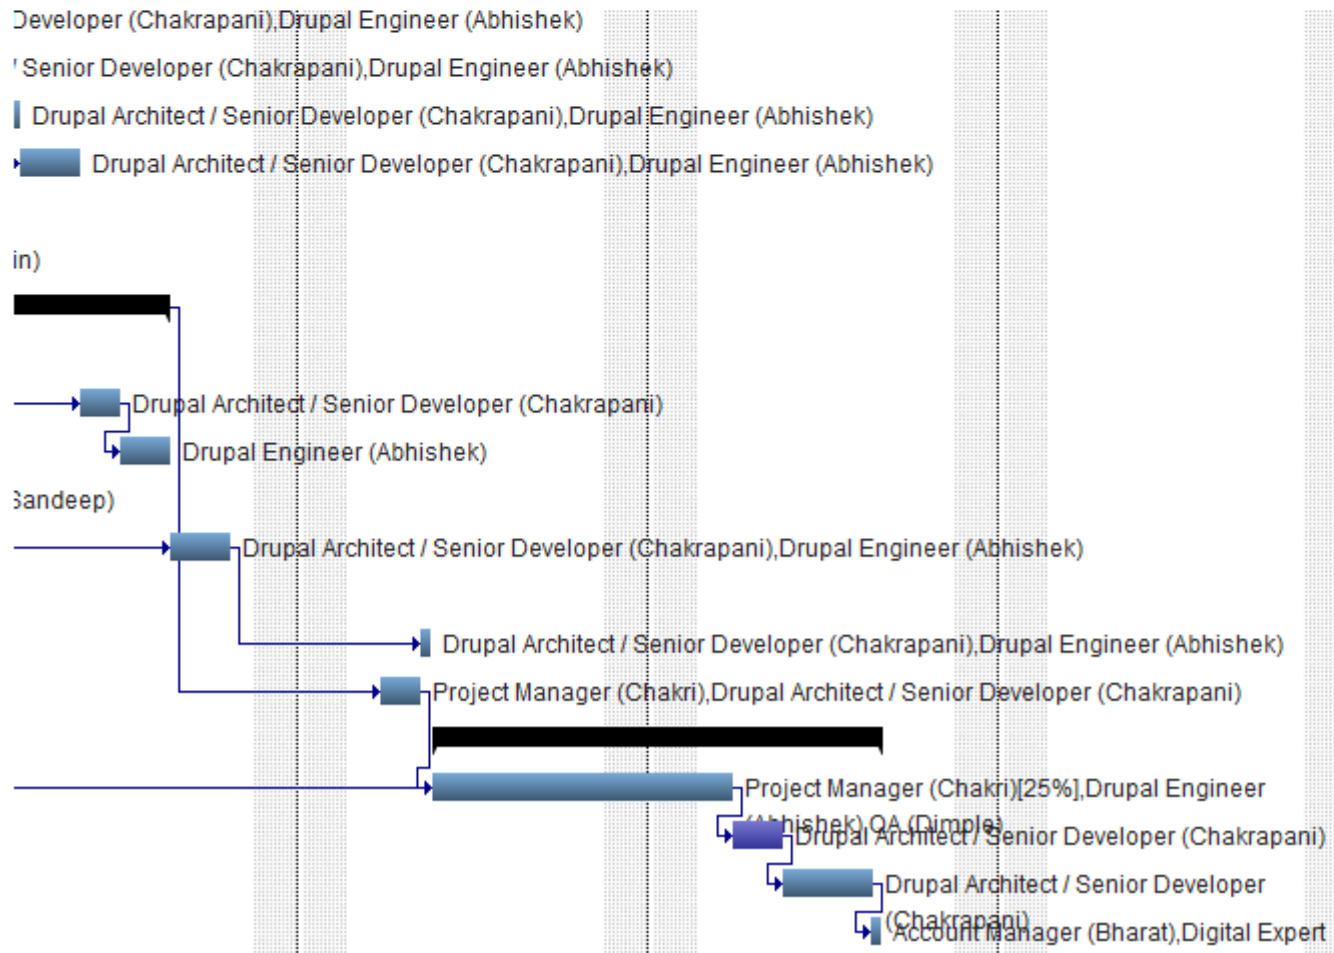 Developer (Chakrapani),Drupal Engineer (Abhishek)
/ Senior Developer (Chakrapani),Drupal Engineer (Abhishek)
Drupal Architect / Senior Developer (Chakrapani),Drupal Engineer (Abhishek)
Drupal Architect / Senior Developer (Chakrapani),Drupal Engineer (Abhishek)
in)
Drupal Architect / Senior Developer (Chakrapani)
Drupal Engineer (Abhishek)
Sandeep)
Drupal Architect / Senior Developer (Chakrapani),Drupal Engineer (Abhishek)
Drupal Architect / Senior Developer (Chakrapani),Drupal Engineer (Abhishek)
Project Manager (Chakri),Drupal Architect / Senior Developer (Chakrapani)
Project Manager (Chakri)[25%],Drupal Engineer
(Abhishek),QA (Dimple)
Drupal Architect / Senior Developer (Chakrapani)
Drupal Architect / Senior Developer
(Chakrapani)
Account Manager (Bharat),Digital Expert